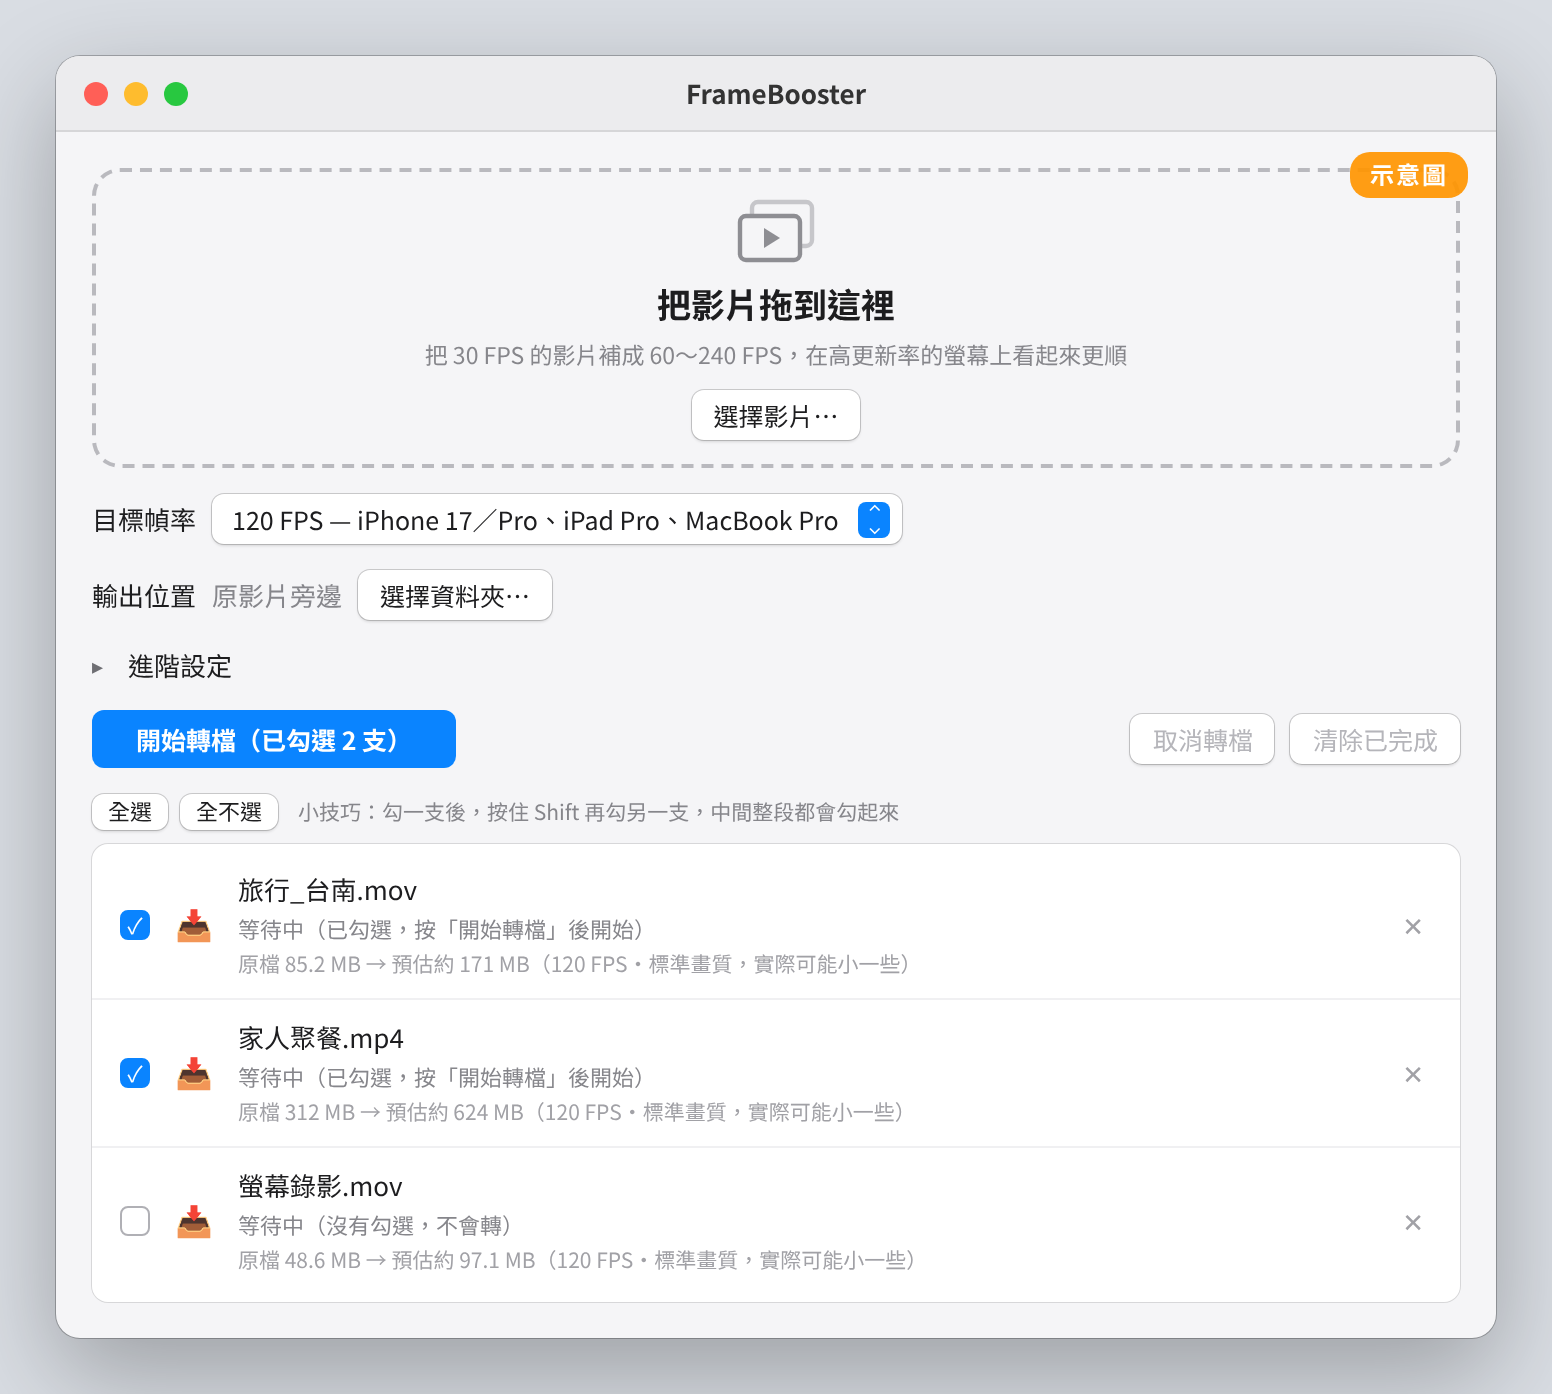 FrameBooster
示意圖
把影片拖到這裡
把 30 FPS 的影片補成 60～240 FPS，在高更新率的螢幕上看起來更順
選擇影片…
目標幀率 120 FPS — iPhone 17／Pro、iPad Pro、MacBook Pro
輸出位置 原影片旁邊 選擇資料夾…
進階設定
開始轉檔（已勾選 2 支） 取消轉檔 清除已完成
全選 全不選 小技巧：勾一支後，按住 Shift 再勾另一支，中間整段都會勾起來
旅行_台南.mov
等待中（已勾選，按「開始轉檔」後開始）
原檔 85.2 MB → 預估約 171 MB（120 FPS・標準畫質，實際可能小一些）
家人聚餐.mp4
等待中（已勾選，按「開始轉檔」後開始）
原檔 312 MB → 預估約 624 MB（120 FPS・標準畫質，實際可能小一些）
螢幕錄影.mov
等待中（沒有勾選，不會轉）
原檔 48.6 MB → 預估約 97.1 MB（120 FPS・標準畫質，實際可能小一些）